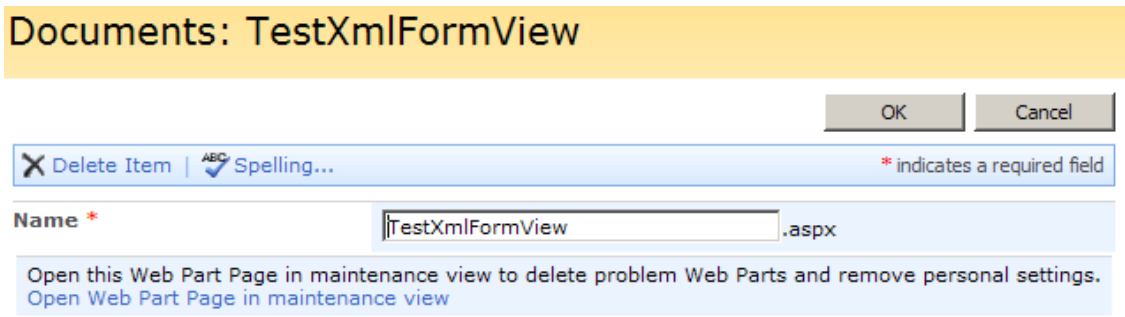 Documents: TestXmlFormView
OK Cancel
Delete Item | ABC Spelling... * indicates a required field
Name * TestXmlFormView .aspx
Open this Web Part Page in maintenance view to delete problem Web Parts and remove personal settings.
Open Web Part Page in maintenance view